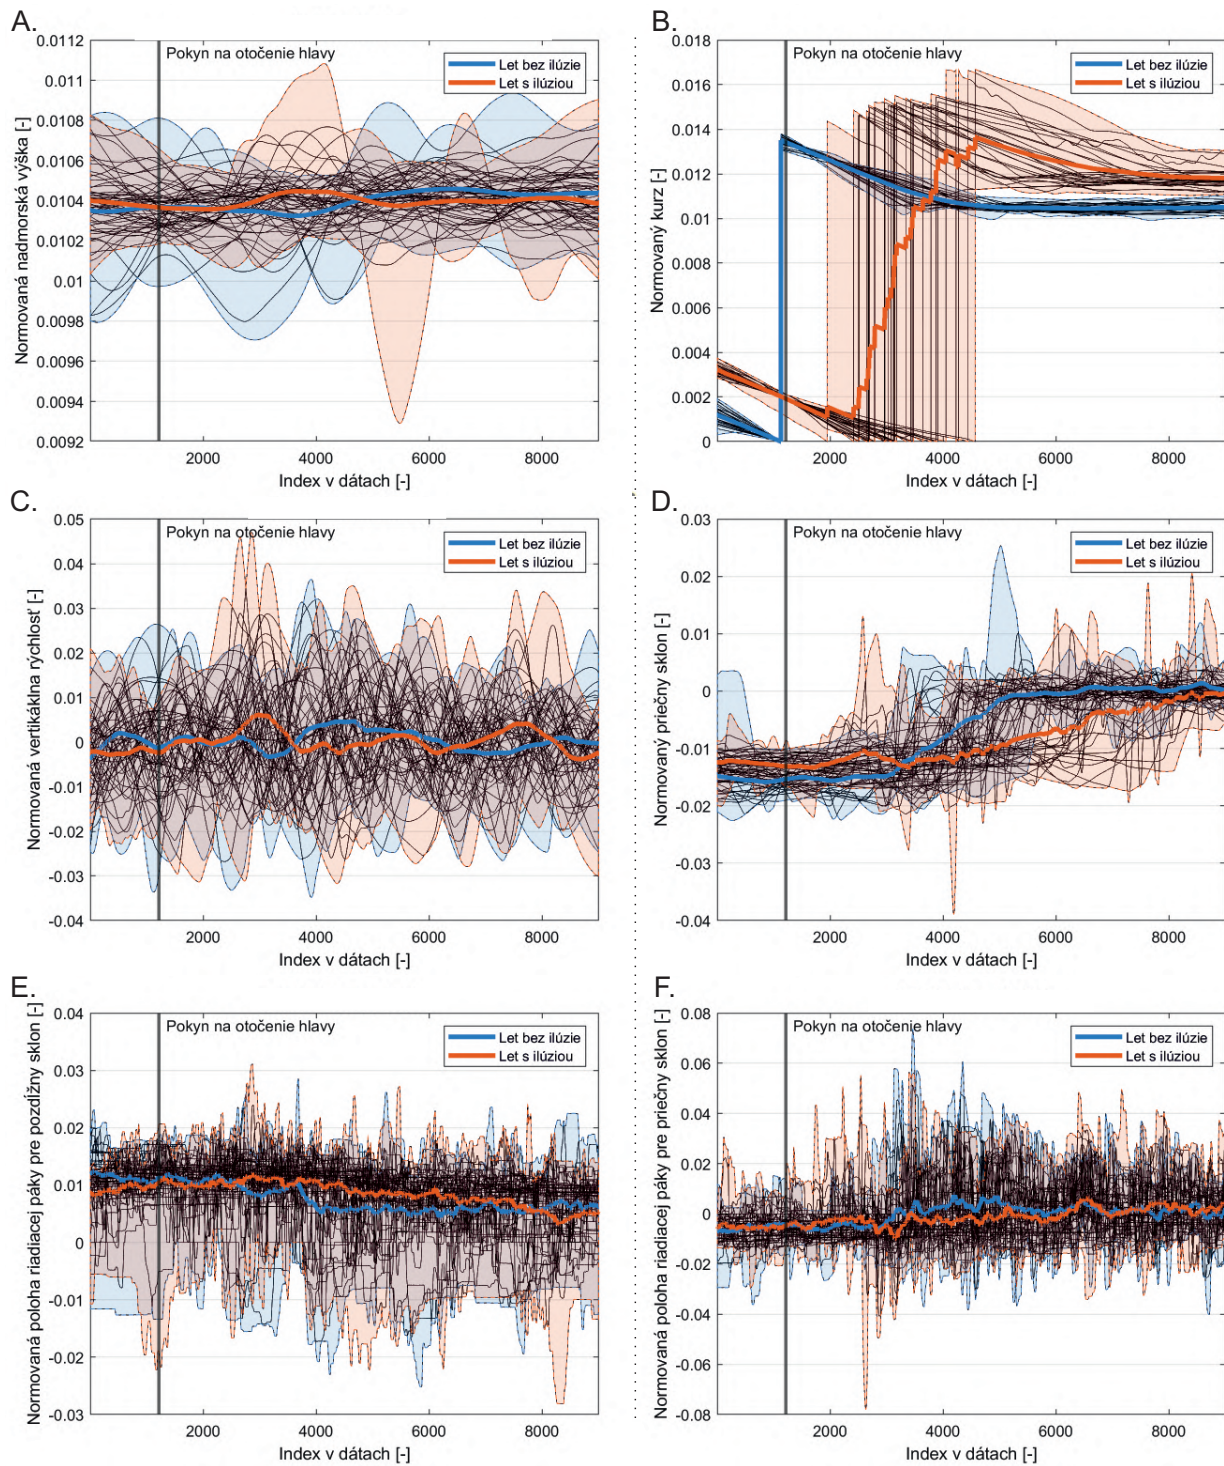 A.
0.0112
0.011
0.0108
0.0106
0.0104
0.0102
0.01
0.0098
0.0096
0.0094
0.0092
Normovaná nadmorská výška [-]
Pokyn na otočenie hlavy
Let bez ilúzie
Let s ilúziou
2000 4000 6000 8000
Index v dátach [-]
B.
0.018
0.016
0.014
0.012
0.01
0.008
0.006
0.004
0.002
0
Normovaný kurz [-]
Pokyn na otočenie hlavy
Let bez ilúzie
Let s ilúziou
2000 4000 6000 8000
Index v dátach [-]
C.
0.05
0.04
0.03
0.02
0.01
0
-0.01
-0.02
-0.03
-0.04
Normovaná vertikáklna rýchlosť [-]
Pokyn na otočenie hlavy
Let bez ilúzie
Let s ilúziou
2000 4000 6000 8000
Index v dátach [-]
D.
0.03
0.02
0.01
0
-0.01
-0.02
-0.03
-0.04
Normovaný priečny sklon [-]
Pokyn na otočenie hlavy
Let bez ilúzie
Let s ilúziou
2000 4000 6000 8000
Index v dátach [-]
E.
0.04
0.03
0.02
0.01
0
-0.01
-0.02
-0.03
Normovaná poloha riadiacej páky pre pozdĺžny sklon [-]
Pokyn na otočenie hlavy
Let bez ilúzie
Let s ilúziou
2000 4000 6000 8000
Index v dátach [-]
F.
0.08
0.06
0.04
0.02
0
-0.02
-0.04
-0.06
-0.08
Normovaná poloha riadiacej páky pre priečny sklon [-]
Pokyn na otočenie hlavy
Let bez ilúzie
Let s ilúziou
2000 4000 6000 8000
Index v dátach [-]